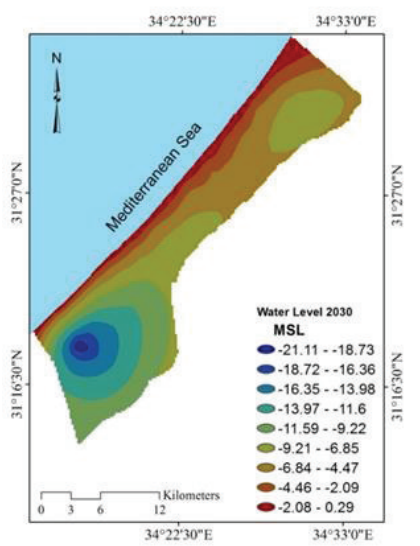 34°22'30"E 34°33'0"E
N
Mediterranean Sea
31°27'0"N 31°27'0"N
31°16'30"N 31°16'30"N
Water Level 2030
MSL
-21.11 - -18.73
-18.72 - -16.36
-16.35 - -13.98
-13.97 - -11.6
-11.59 - -9.22
-9.21 - -6.85
-6.84 - -4.47
-4.46 - -2.09
-2.08 - 0.29
Kilometers
0 3 6 12
34°22'30"E 34°33'0"E